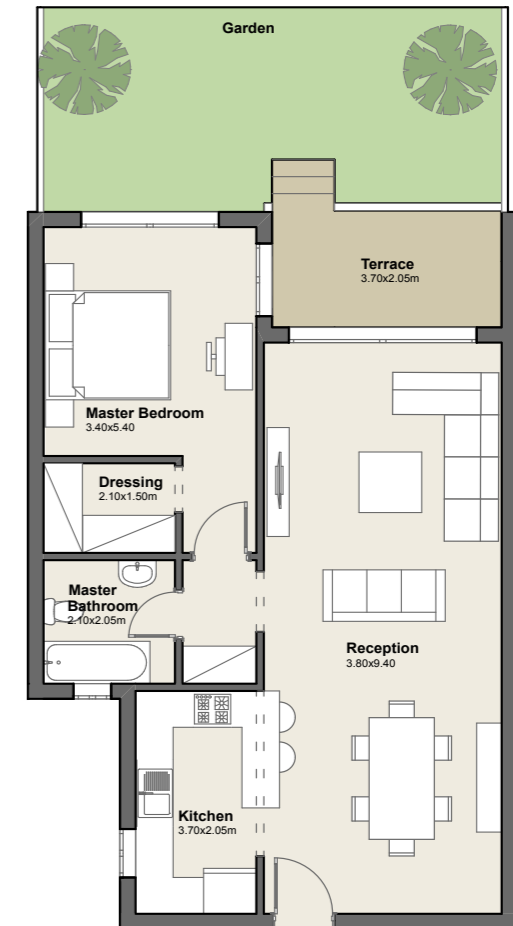 Garden
Terrace
3.70x2.05m
Master Bedroom
3.40x5.40
Dressing
2.10x1.50m
Master
Bathroom
2.10x2.05m
Reception
3.80x9.40
Kitchen
3.70x2.05m